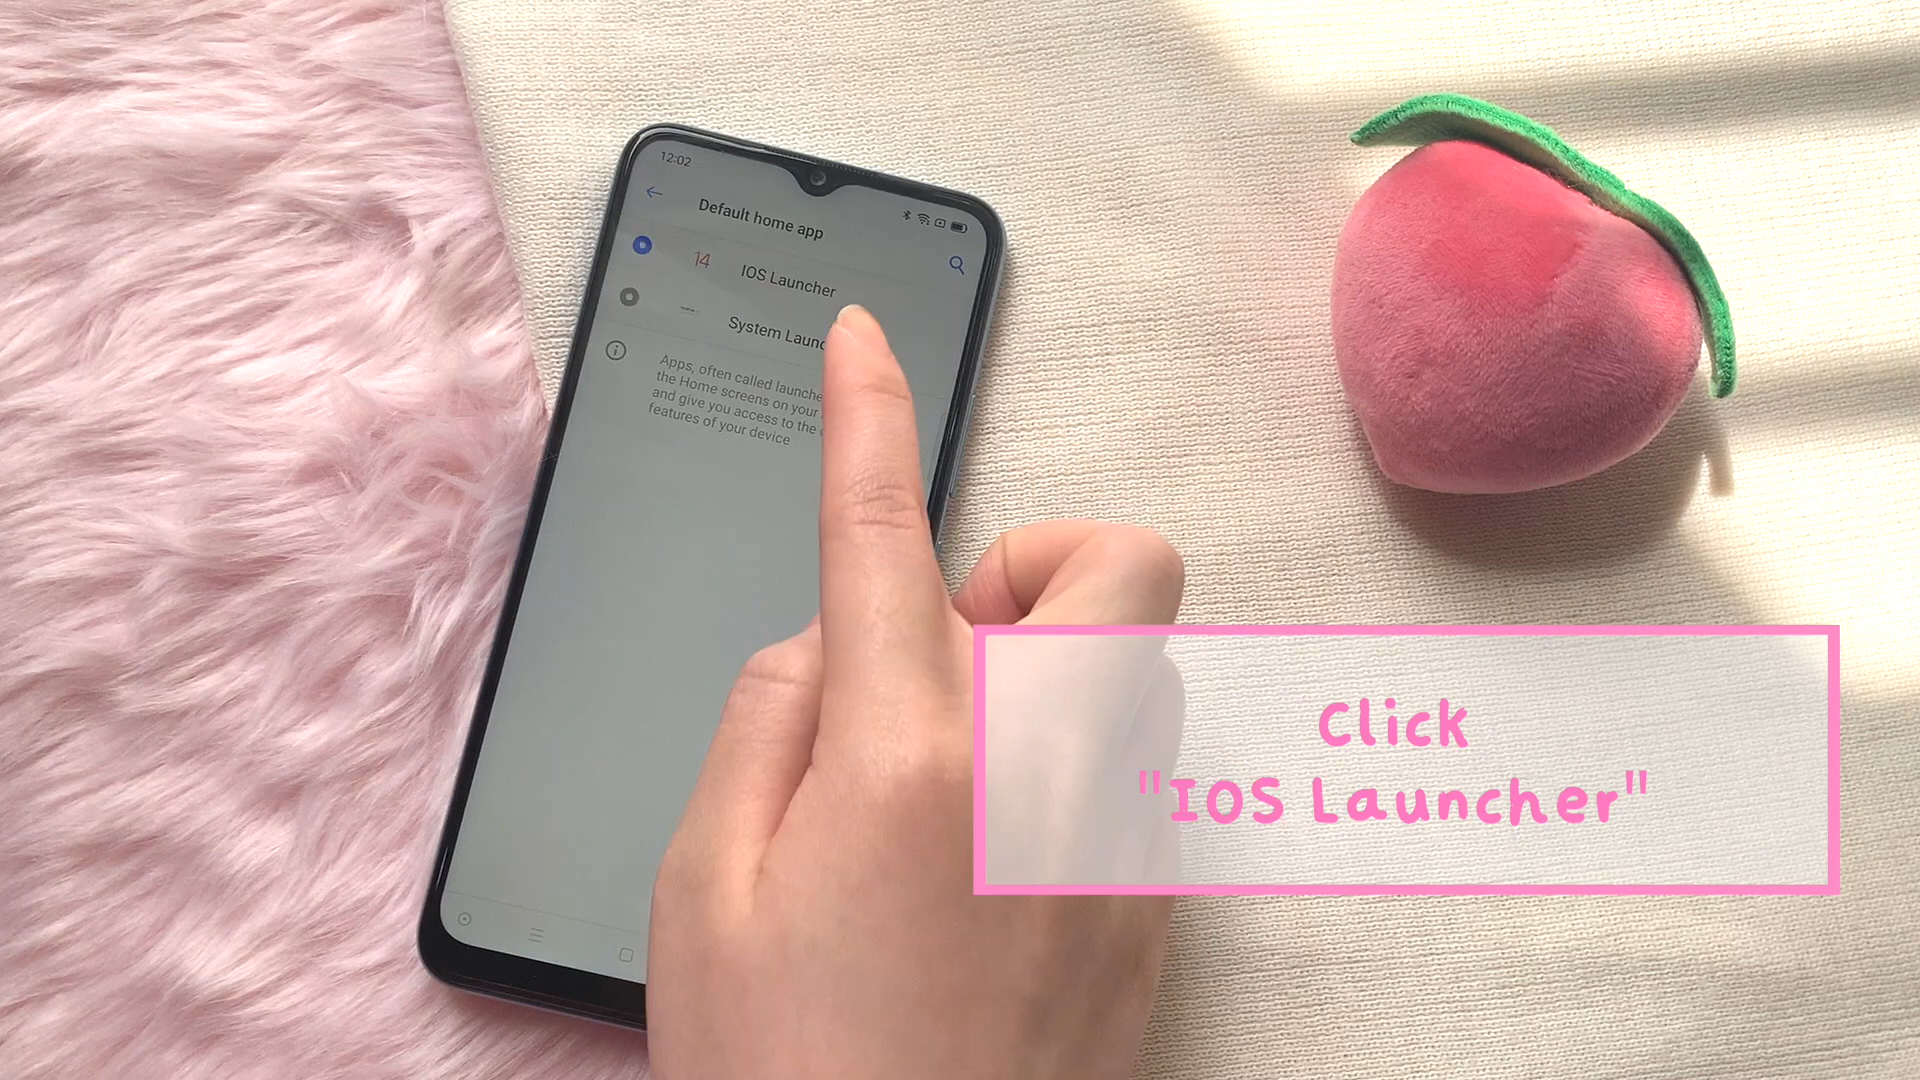 12:02
Default home app
14 IOS Launcher
System Launc
Apps, often called launche
the Home screens on your
and give you access to the
features of your device
Click
"IOS Launcher"